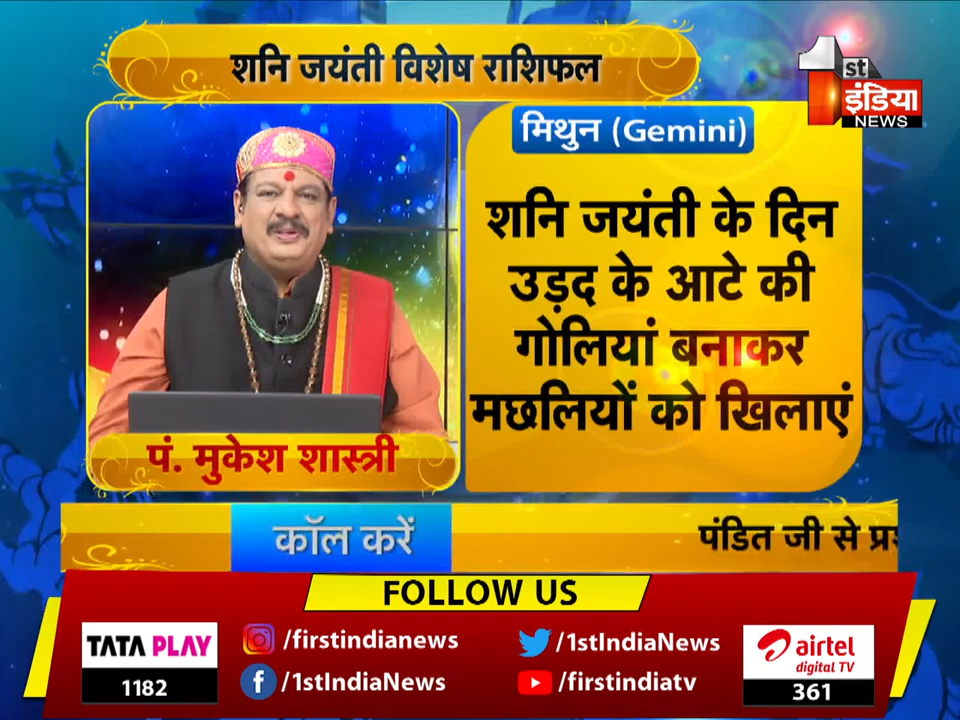 शनि जयंती विशेष राशिफल
1st
इंडिया
NEWS
मिथुन (Gemini)
शनि जयंती के दिन
उड़द के आटे की
गोलियां बनाकर
मछलियों को खिलाएं
पं. मुकेश शास्त्री
कॉल करें
पंडित जी से
FOLLOW US
TATA PLAY
1182
/firstindianews
/1stIndiaNews
/1stIndiaNews
/firstindiatv
airtel
digital TV
361